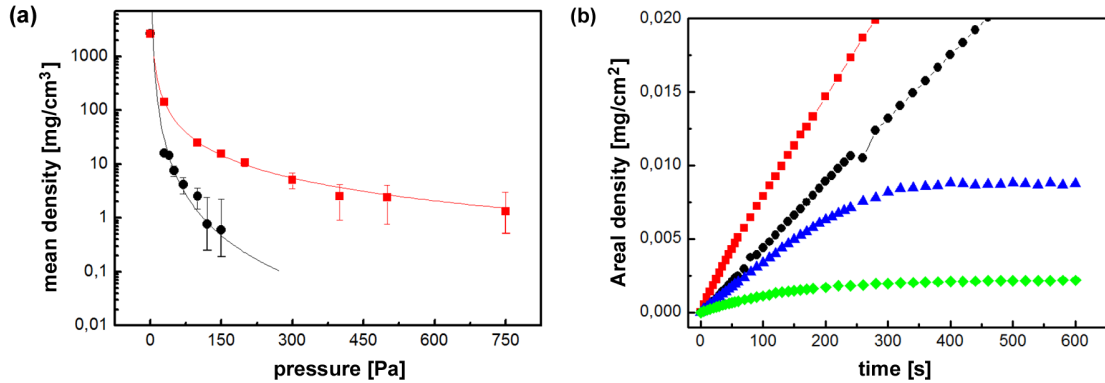 (a)
mean density [mg/cm³]
1000
100
10
1
0,1
0,01
0 150 300 450 600 750
pressure [Pa]
(b)
Areal density [mg/cm²]
0,020
0,015
0,010
0,005
0,000
0 100 200 300 400 500 600
time [s]